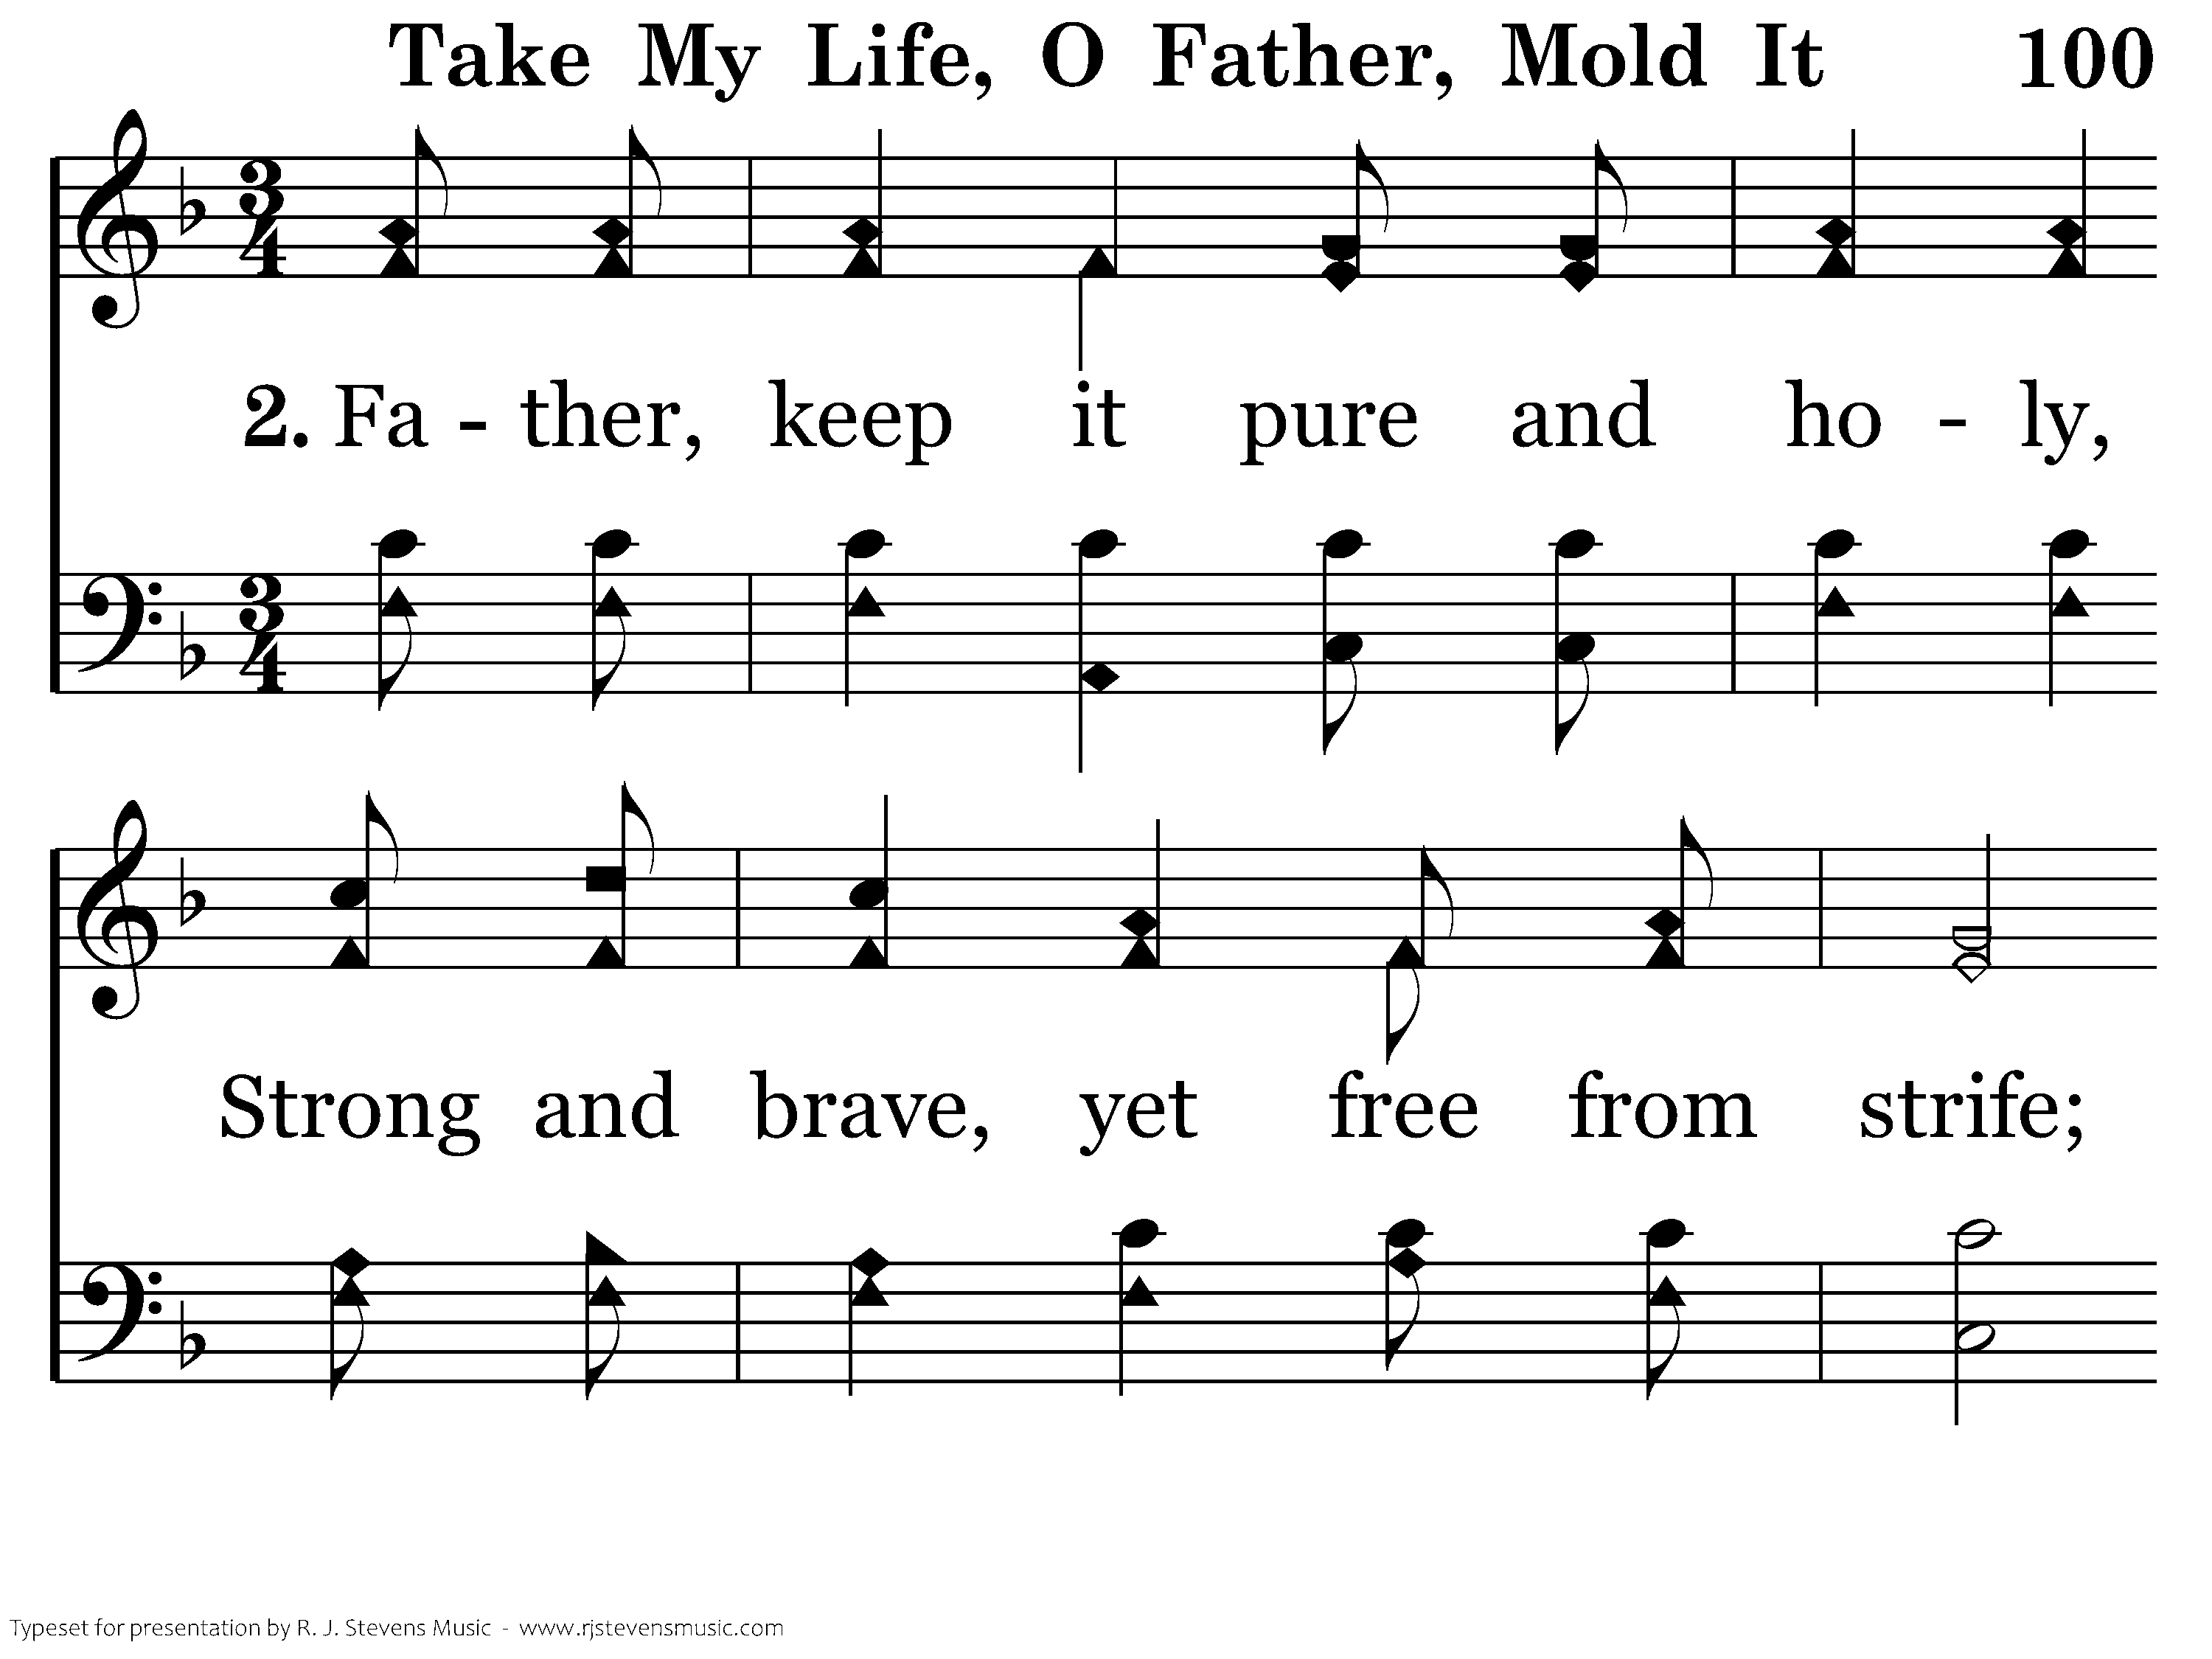 Take My Life, O Father, Mold It 100
3
4
2. Fa - ther, keep it pure and ho - ly,
3
4
Strong and brave, yet free from strife;
Typeset for presentation by R. J. Stevens Music - www.rjstevensmusic.com